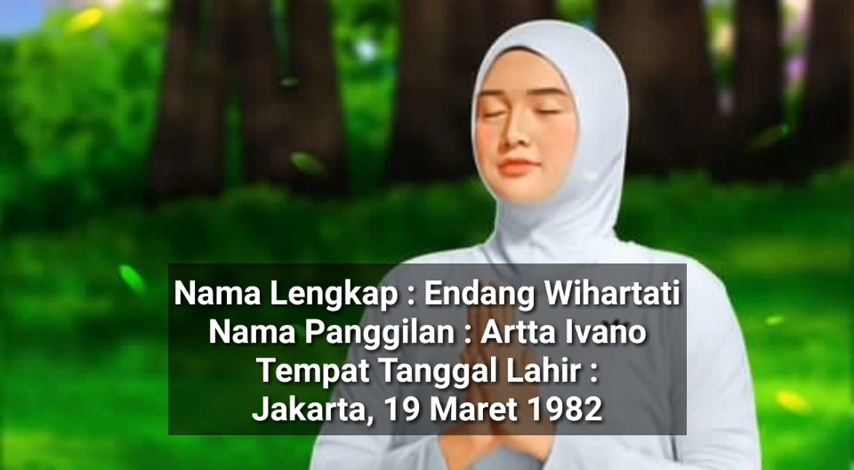 Nama Lengkap : Endang Wihartati
Nama Panggilan : Artta Ivano
Tempat Tanggal Lahir :
Jakarta, 19 Maret 1982